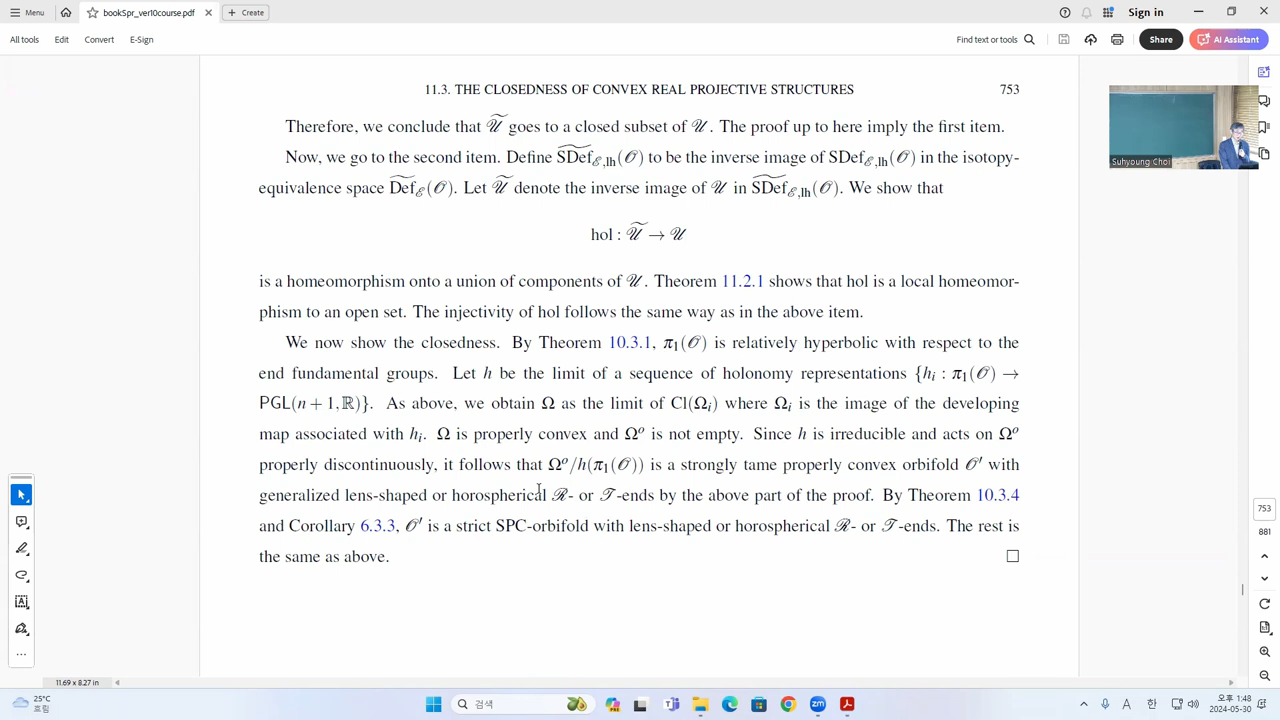 Menu
bookSpr_ver10course.pdf
Create
Sign in
All tools
Edit
Convert
E-Sign
Find text or tools
Share
AI Assistant
11.3. THE CLOSEDNESS OF CONVEX REAL PROJECTIVE STRUCTURES 753
Therefore, we conclude that 𝒰̃ goes to a closed subset of 𝒰. The proof up to here imply the first item.
Now, we go to the second item. Define S̃Def_ℰ,lh(𝒪) to be the inverse image of SDef_ℰ,lh(𝒪) in the isotopy-
equivalence space D̃ef_ℰ(𝒪). Let 𝒰̃ denote the inverse image of 𝒰 in S̃Def_ℰ,lh(𝒪). We show that
hol : 𝒰̃ → 𝒰
is a homeomorphism onto a union of components of 𝒰. Theorem 11.2.1 shows that hol is a local homeomor-
phism to an open set. The injectivity of hol follows the same way as in the above item.
We now show the closedness. By Theorem 10.3.1, π₁(𝒪) is relatively hyperbolic with respect to the
end fundamental groups. Let h be the limit of a sequence of holonomy representations {hᵢ : π₁(𝒪) →
PGL(n+1,ℝ)}. As above, we obtain Ω as the limit of Cl(Ωᵢ) where Ωᵢ is the image of the developing
map associated with hᵢ. Ω is properly convex and Ωᵒ is not empty. Since h is irreducible and acts on Ωᵒ
properly discontinuously, it follows that Ωᵒ/h(π₁(𝒪)) is a strongly tame properly convex orbifold 𝒪′ with
generalized lens-shaped or horospherical ℛ- or 𝒯-ends by the above part of the proof. By Theorem 10.3.4
and Corollary 6.3.3, 𝒪′ is a strict SPC-orbifold with lens-shaped or horospherical ℛ- or 𝒯-ends. The rest is
the same as above. □
Suhyoung Choi
753
881
11.69 x 8.27 in
25°C
흐림
검색
A
한
오후 1:48
2024-05-30